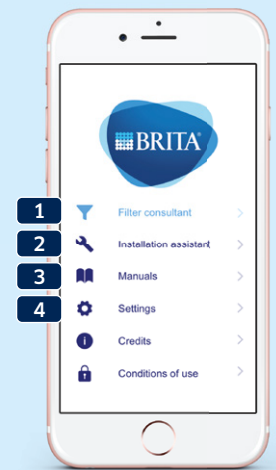 BRITA
1 Filter consultant
2 Installation assistant
3 Manuals
4 Settings
Credits
Conditions of use